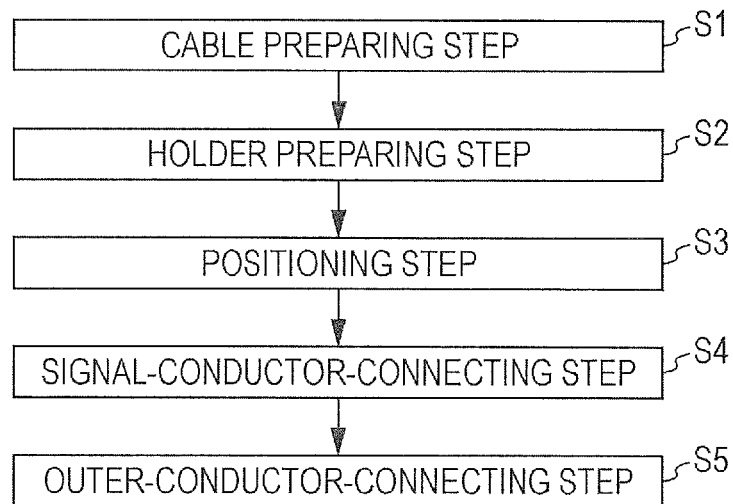 CABLE PREPARING STEP S1
HOLDER PREPARING STEP S2
POSITIONING STEP S3
SIGNAL-CONDUCTOR-CONNECTING STEP S4
OUTER-CONDUCTOR-CONNECTING STEP S5